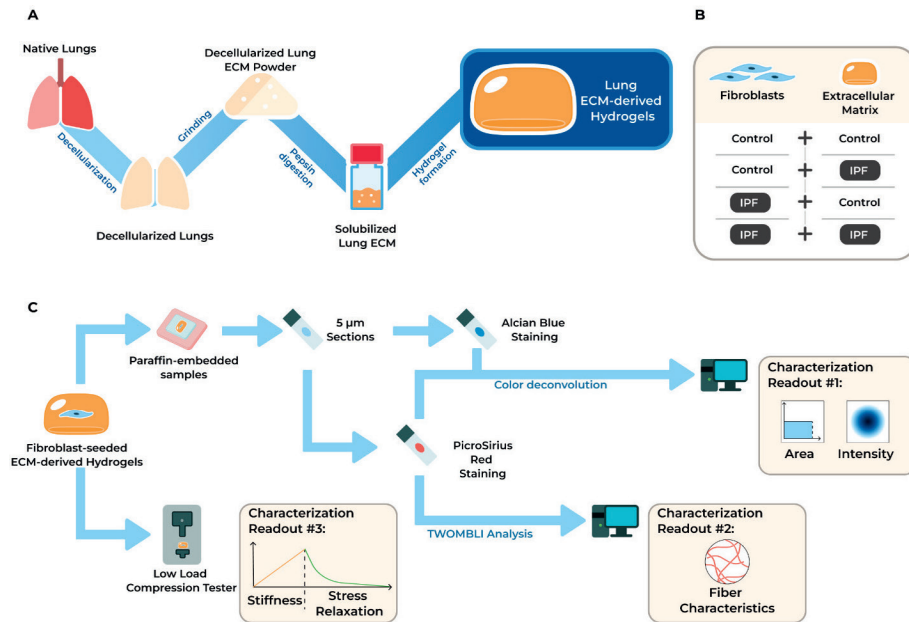 A
Native Lungs
Decellularization
Decellularized Lungs
Grinding
Decellularized Lung
ECM Powder
Pepsin
digestion
Solubilized
Lung ECM
Hydrogel
formation
Lung
ECM-derived
Hydrogels
B
Fibroblasts
Extracellular
Matrix
Control + Control
Control + IPF
IPF + Control
IPF + IPF
C
Fibroblast-seeded
ECM-derived Hydrogels
Paraffin-embedded
samples
5 µm
Sections
Alcian Blue
Staining
PicroSirius
Red
Staining
Color deconvolution
Characterization
Readout #1:
Area
Intensity
TWOMBLI Analysis
Characterization
Readout #2:
Fiber
Characteristics
Low Load
Compression Tester
Characterization
Readout #3:
Stiffness
Stress
Relaxation